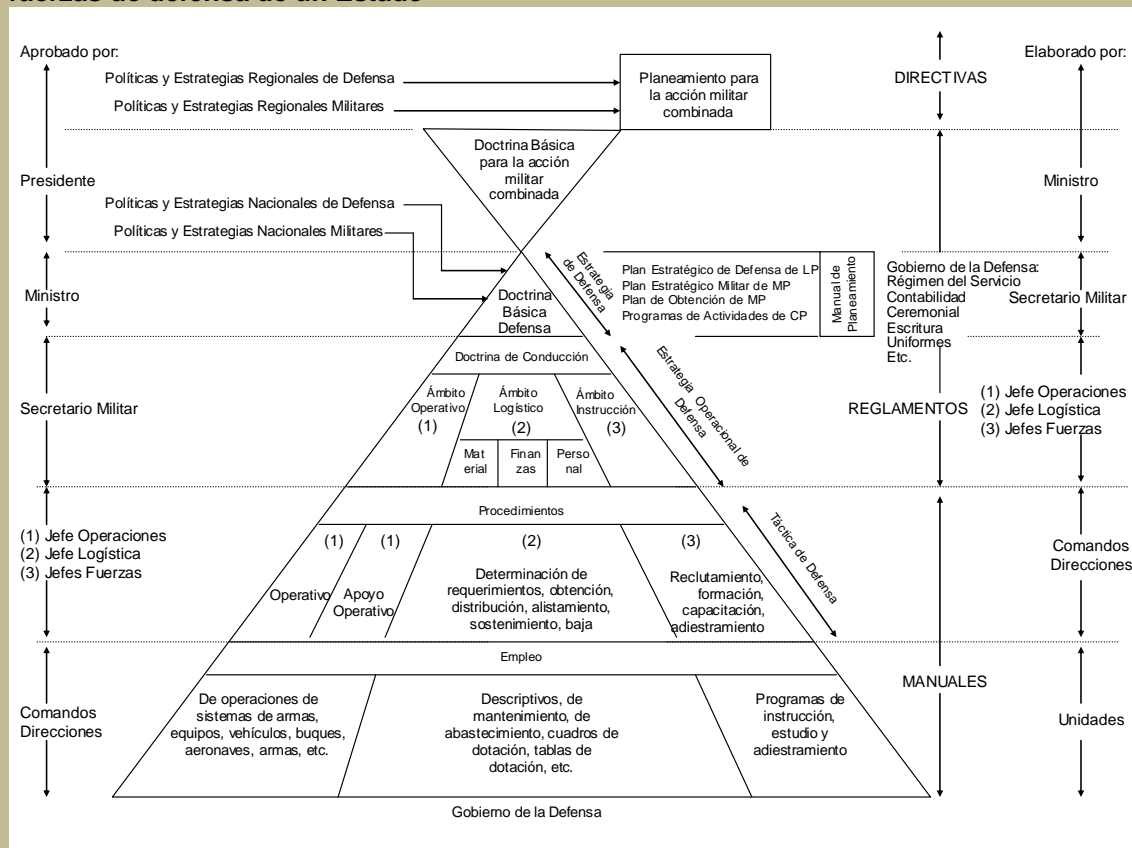 fuerzas de defensa de un Estado
Aprobado por:
Elaborado por:
Políticas y Estrategias Regionales de Defensa
Políticas y Estrategias Regionales Militares
Planeamiento para
la acción militar
combinada
DIRECTIVAS
Doctrina Básica
para la acción
militar
combinada
Presidente
Ministro
Políticas y Estrategias Nacionales de Defensa
Políticas y Estrategias Nacionales Militares
Ministro
Doctrina
Básica
Defensa
Estrategia
de Defensa
Plan Estratégico de Defensa de LP
Plan Estratégico Militar de MP
Plan de Obtención de MP
Programas de Actividades de CP
Manual de
Planeamiento
Gobierno de la Defensa:
Régimen del Servicio
Contabilidad
Ceremonial
Escritura
Uniformes
Etc.
Secretario Militar
Doctrina de Conducción
Secretario Militar
Ámbito
Operativo
(1)
Ámbito
Logístico
(2)
Ámbito
Instrucción
(3)
Mat
erial
Finan
zas
Perso
nal
Estrategia Operacional de
Defensa
REGLAMENTOS
(1) Jefe Operaciones
(2) Jefe Logística
(3) Jefes Fuerzas
Procedimientos
(1) Jefe Operaciones
(2) Jefe Logística
(3) Jefes Fuerzas
(1)
Operativo
(1)
Apoyo
Operativo
(2)
Determinación de
requerimientos, obtención,
distribución, alistamiento,
sostenimiento, baja
(3)
Reclutamiento,
formación,
capacitación,
adiestramiento
Táctica de Defensa
Comandos
Direcciones
Empleo
MANUALES
Comandos
Direcciones
De operaciones de
sistemas de armas,
equipos, vehículos, buques,
aeronaves, armas, etc.
Descriptivos, de
mantenimiento, de
abastecimiento, cuadros de
dotación, tablas de
dotación, etc.
Programas de
instrucción,
estudio y
adiestramiento
Unidades
Gobierno de la Defensa